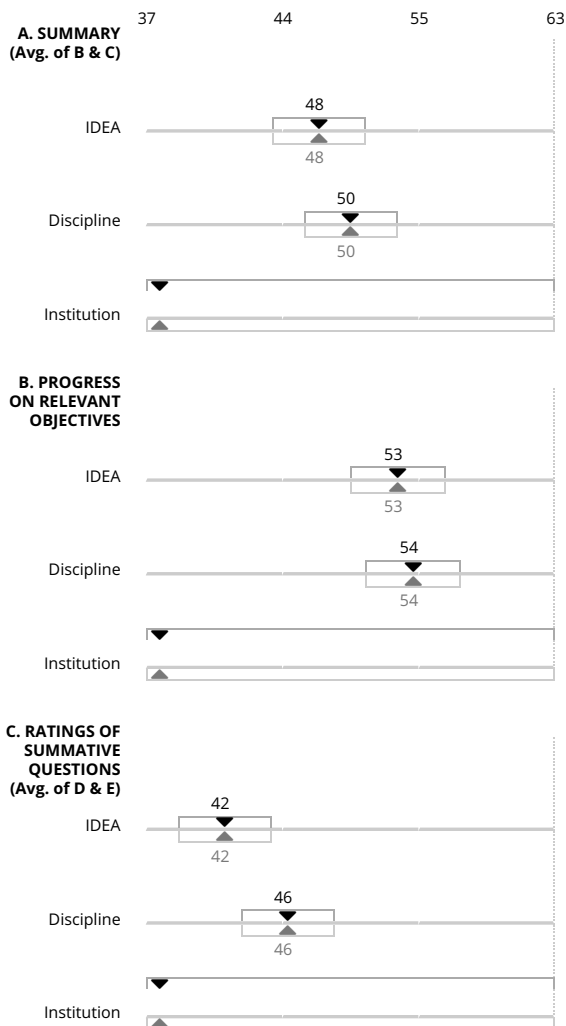 37 44 55 63
A. SUMMARY
(Avg. of B & C)
48
IDEA
48
50
Discipline
50
Institution
B. PROGRESS
ON RELEVANT
OBJECTIVES
53
IDEA
53
54
Discipline
54
Institution
C. RATINGS OF
SUMMATIVE
QUESTIONS
(Avg. of D & E)
42
IDEA
42
46
Discipline
46
Institution